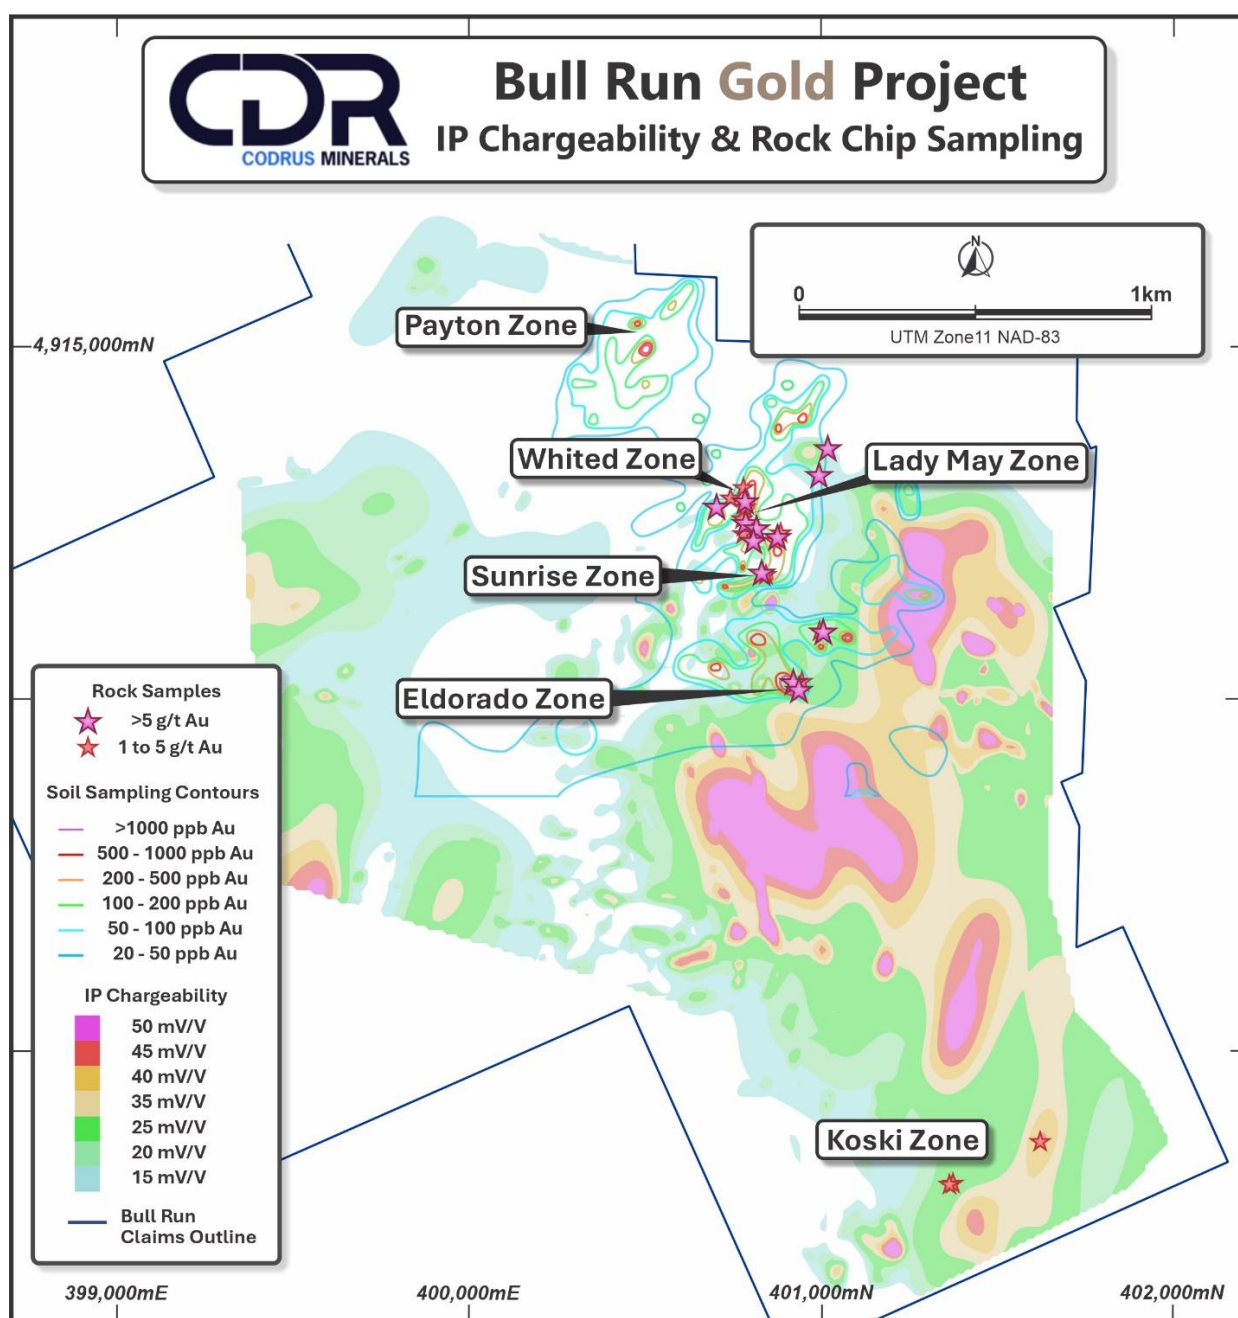 CDR
CODRUS MINERALS
Bull Run Gold Project
IP Chargeability & Rock Chip Sampling
N
0 1km
UTM Zone11 NAD-83
Payton Zone
4,915,000mN
Whited Zone
Lady May Zone
Sunrise Zone
Eldorado Zone
Rock Samples
>5 g/t Au
1 to 5 g/t Au
Soil Sampling Contours
>1000 ppb Au
500 - 1000 ppb Au
200 - 500 ppb Au
100 - 200 ppb Au
50 - 100 ppb Au
20 - 50 ppb Au
IP Chargeability
50 mV/V
45 mV/V
40 mV/V
35 mV/V
25 mV/V
20 mV/V
15 mV/V
Bull Run
Claims Outline
Koski Zone
399,000mE 400,000mE 401,000mN 402,000mN